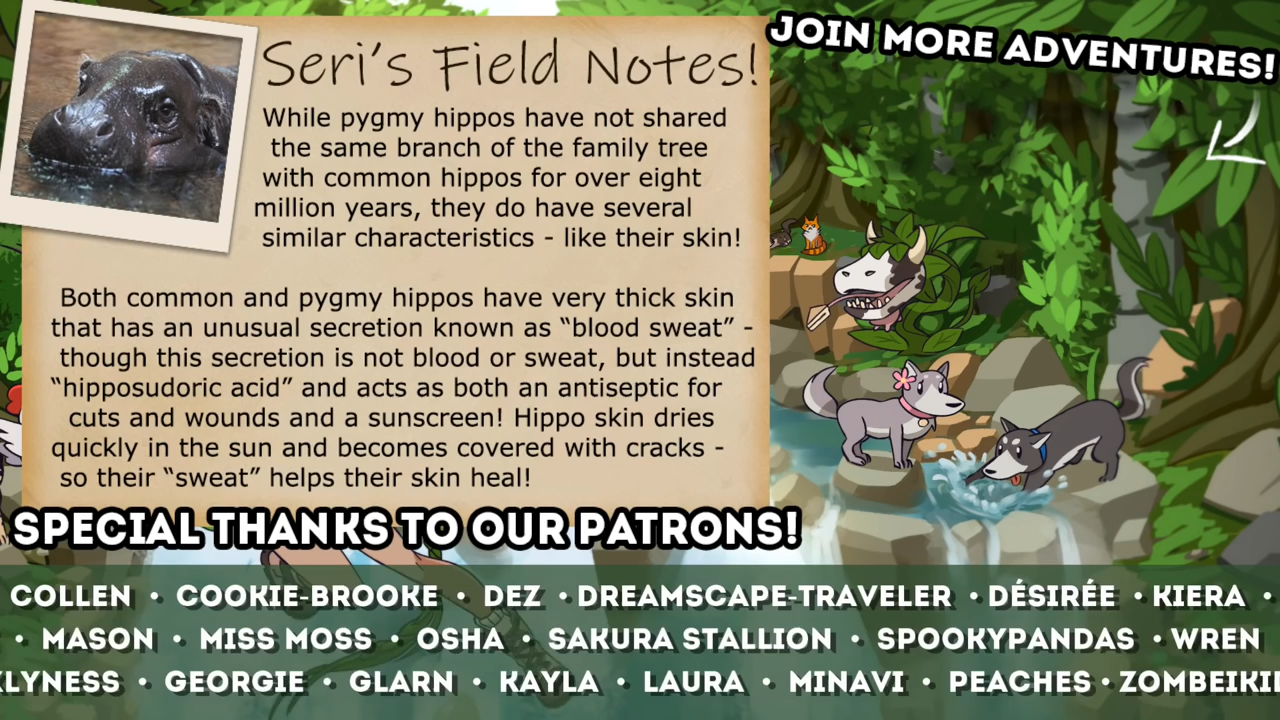 Seri's Field Notes!
While pygmy hippos have not shared
the same branch of the family tree
with common hippos for over eight
million years, they do have several
similar characteristics - like their skin!
Both common and pygmy hippos have very thick skin
that has an unusual secretion known as “blood sweat” -
though this secretion is not blood or sweat, but instead
“hipposudoric acid” and acts as both an antiseptic for
cuts and wounds and a sunscreen! Hippo skin dries
quickly in the sun and becomes covered with cracks -
so their “sweat” helps their skin heal!
JOIN MORE ADVENTURES!
SPECIAL THANKS TO OUR PATRONS!
COLLEN • COOKIE-BROOKE • DEZ • DREAMSCAPE-TRAVELER • DÉSIRÉE • KIERA •
• MASON • MISS MOSS • OSHA • SAKURA STALLION • SPOOKYPANDAS • WREN
KLYNESS • GEORGIE • GLARN • KAYLA • LAURA • MINAVI • PEACHES • ZOMBEIKI